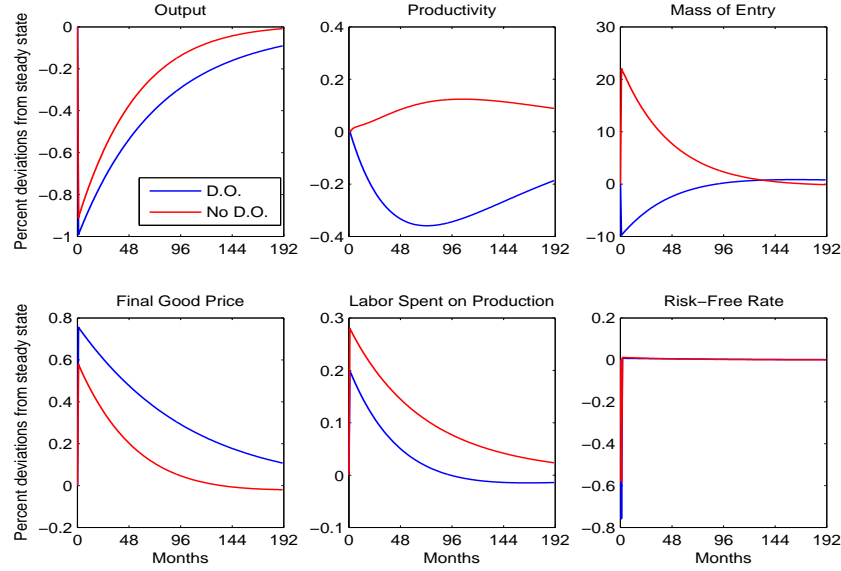 Output
Productivity
Mass of Entry
Percent deviations from steady state
0
−0.2
−0.4
−0.6
−0.8
−1
0 48 96 144 192
D.O.
No D.O.
0.4
0.2
0
−0.2
−0.4
0 48 96 144 192
30
20
10
0
−10
0 48 96 144 192
Final Good Price
Labor Spent on Production
Risk−Free Rate
Percent deviations from steady state
0.8
0.6
0.4
0.2
0
−0.2
0 48 96 144 192
Months
0.3
0.2
0.1
0
−0.1
0 48 96 144 192
Months
0.2
0
−0.2
−0.4
−0.6
−0.8
0 48 96 144 192
Months